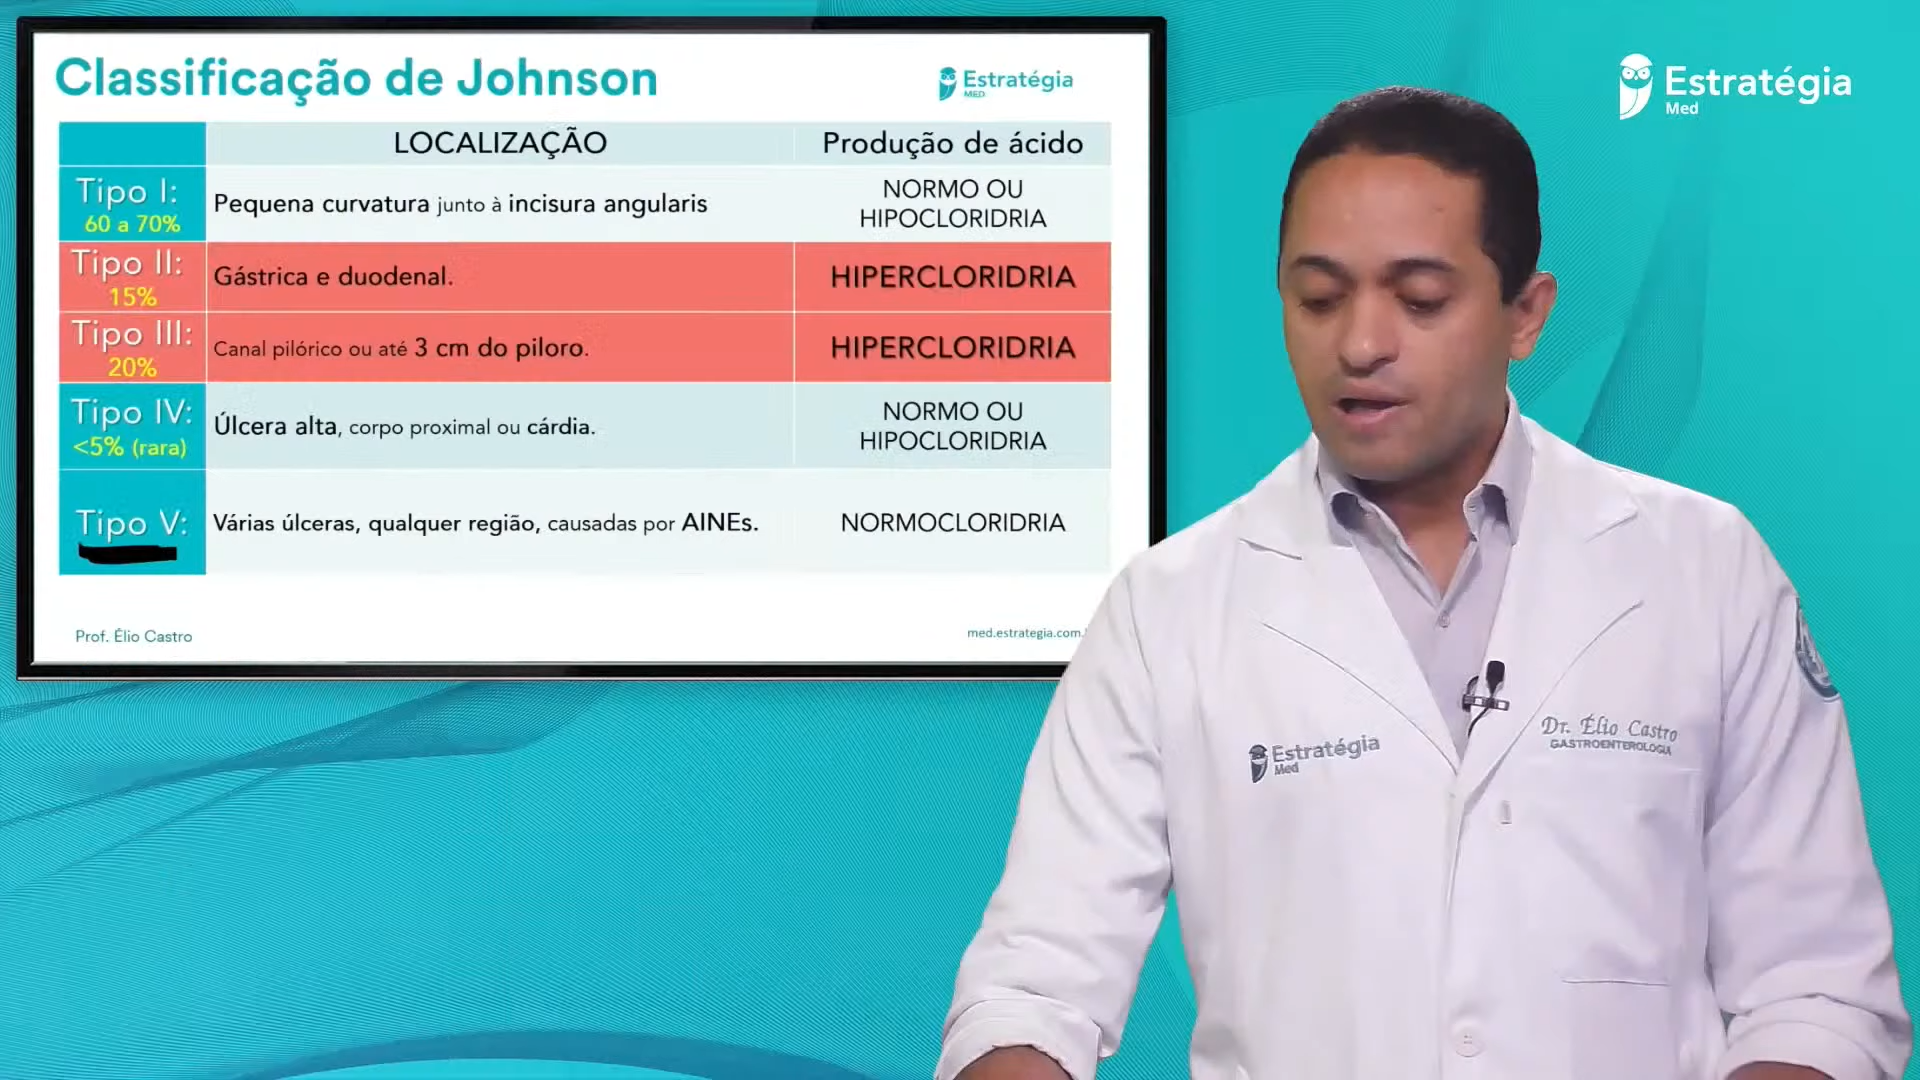 Classificação de Johnson
Estratégia
MED
LOCALIZAÇÃO
Produção de ácido
Tipo I:
60 a 70%
Pequena curvatura junto à incisura angularis
NORMO OU
HIPOCLORIDRIA
Tipo II:
15%
Gástrica e duodenal.
HIPERCLORIDRIA
Tipo III:
20%
Canal pilórico ou até 3 cm do piloro.
HIPERCLORIDRIA
Tipo IV:
<5% (rara)
Úlcera alta, corpo proximal ou cárdia.
NORMO OU
HIPOCLORIDRIA
Tipo V:
Várias úlceras, qualquer região, causadas por AINEs.
NORMOCLORIDRIA
Prof. Élio Castro
med.estrategia.com.
Estratégia
Med
Estratégia
Med
Dr. Élio Castro
GASTROENTEROLOGIA